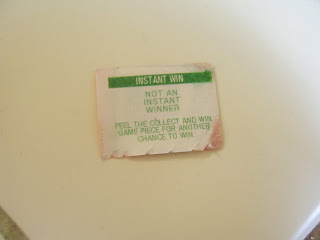 INSTANT WIN
NOT AN
INSTANT
WINNER
PEEL THE COLLECT AND WIN
GAME PIECE FOR ANOTHER
CHANCE TO WIN.